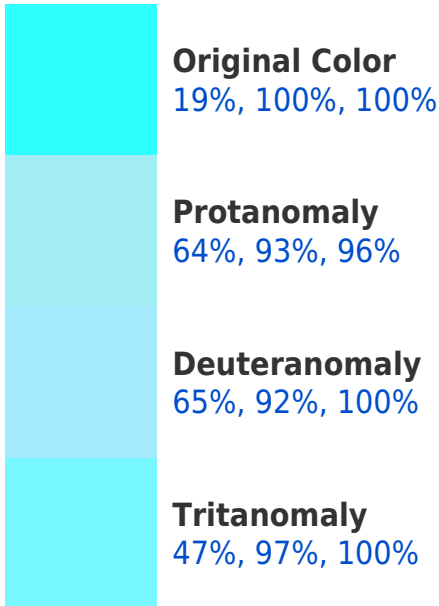 Original Color
19%, 100%, 100%
Protanomaly
64%, 93%, 96%
Deuteranomaly
65%, 92%, 100%
Tritanomaly
47%, 97%, 100%